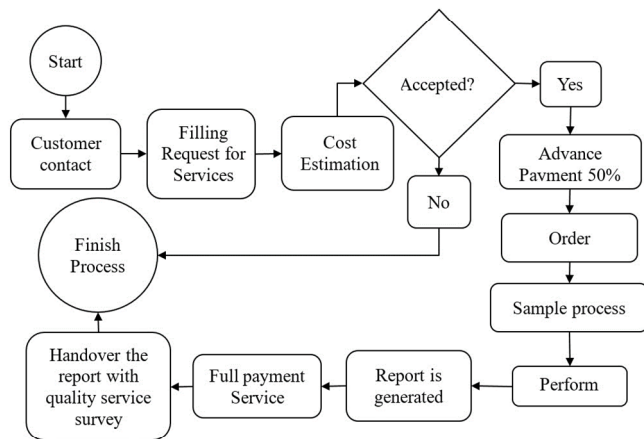 Start
Customer
contact
Filling
Request for
Services
Cost
Estimation
Accepted?
Yes
No
Advance
Pavment 50%
Order
Sample process
Perform
Report is
generated
Full payment
Service
Handover the
report with
quality service
survey
Finish
Process